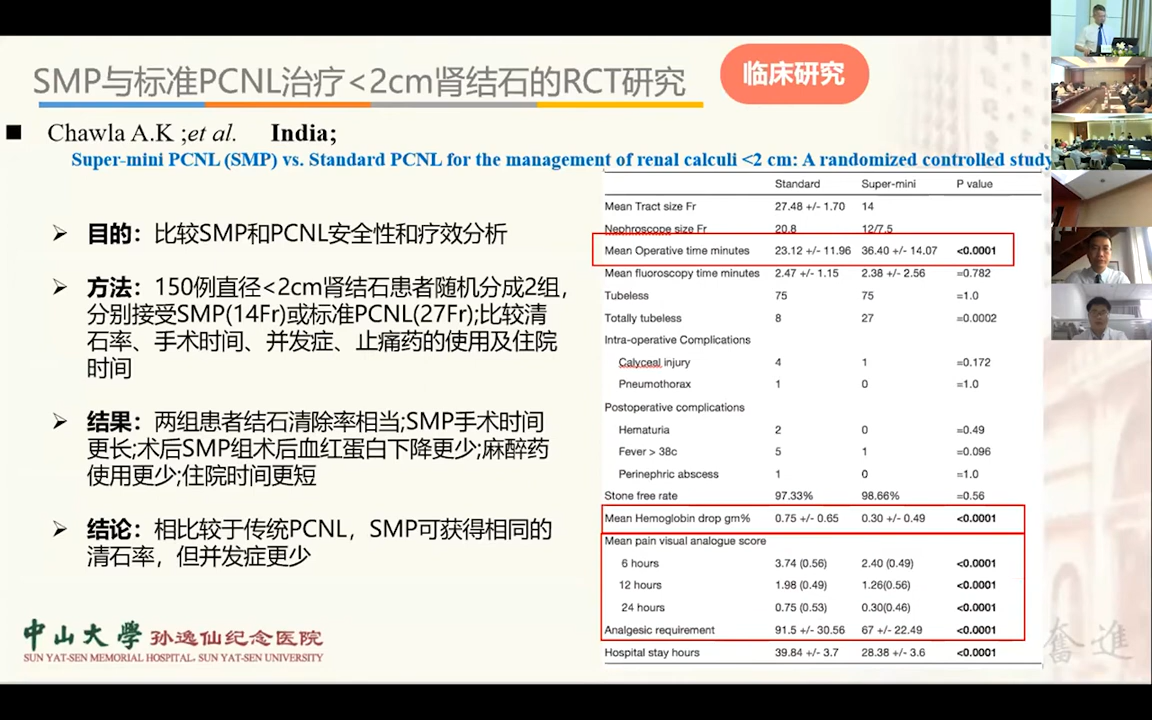 SMP与标准PCNL治疗<2cm肾结石的RCT研究
临床研究
■ Chawla A.K ;et al. India;
Super-mini PCNL (SMP) vs. Standard PCNL for the management of renal calculi <2 cm: A randomized controlled study
➢ 目的：比较SMP和PCNL安全性和疗效分析
➢ 方法：150例直径<2cm肾结石患者随机分成2组，
分别接受SMP(14Fr)或标准PCNL(27Fr);比较清
石率、手术时间、并发症、止痛药的使用及住院
时间
➢ 结果：两组患者结石清除率相当;SMP手术时间
更长;术后SMP组术后血红蛋白下降更少;麻醉药
使用更少;住院时间更短
➢ 结论：相比较于传统PCNL，SMP可获得相同的
清石率，但并发症更少
Standard Super-mini P value
Mean Tract size Fr 27.48 +/- 1.70 14
Nephroscope size Fr 20.8 12/7.5
Mean Operative time minutes 23.12 +/- 11.96 36.40 +/- 14.07 <0.0001
Mean fluoroscopy time minutes 2.47 +/- 1.15 2.38 +/- 2.56 =0.782
Tubeless 75 75 =1.0
Totally tubeless 8 27 =0.0002
Intra-operative Complications
Calyceal injury 4 1 =0.172
Pneumothorax 1 0 =1.0
Postoperative complications
Hematuria 2 0 =0.49
Fever > 38c 5 1 =0.096
Perinephric abscess 1 0 =1.0
Stone free rate 97.33% 98.66% =0.56
Mean Hemoglobin drop gm% 0.75 +/- 0.65 0.30 +/- 0.49 <0.0001
Mean pain visual analogue score
6 hours 3.74 (0.56) 2.40 (0.49) <0.0001
12 hours 1.98 (0.49) 1.26(0.56) <0.0001
24 hours 0.75 (0.53) 0.30(0.46) <0.0001
Analgesic requirement 91.5 +/- 30.56 67 +/- 22.49 <0.0001
Hospital stay hours 39.84 +/- 3.7 28.38 +/- 3.6 <0.0001
中山大學 孙逸仙纪念医院
SUN YAT-SEN MEMORIAL HOSPITAL, SUN YAT-SEN UNIVERSITY
奮進